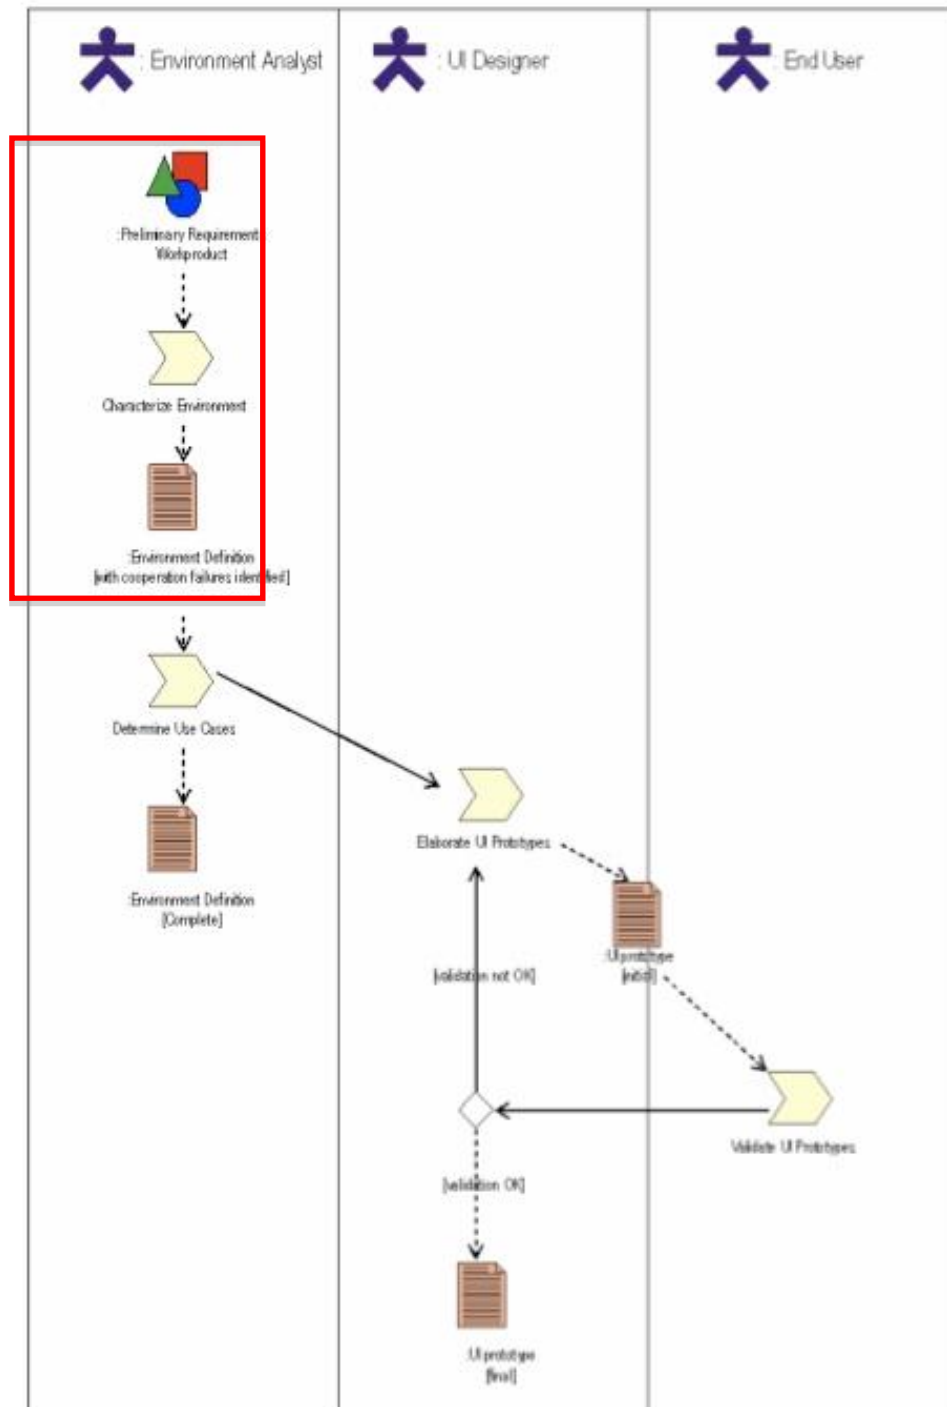 : Environment Analyst
: UI Designer
: End User
:Preliminary Requirement
Workproduct
Characterize Environment
:Environment Definition
[with cooperation failures identified]
Determine Use Cases
:Environment Definition
[Complete]
Elaborate UI Prototypes
:UI prototype
[initial]
[validation not OK]
Validate UI Prototypes
[validation OK]
:UI prototype
[final]